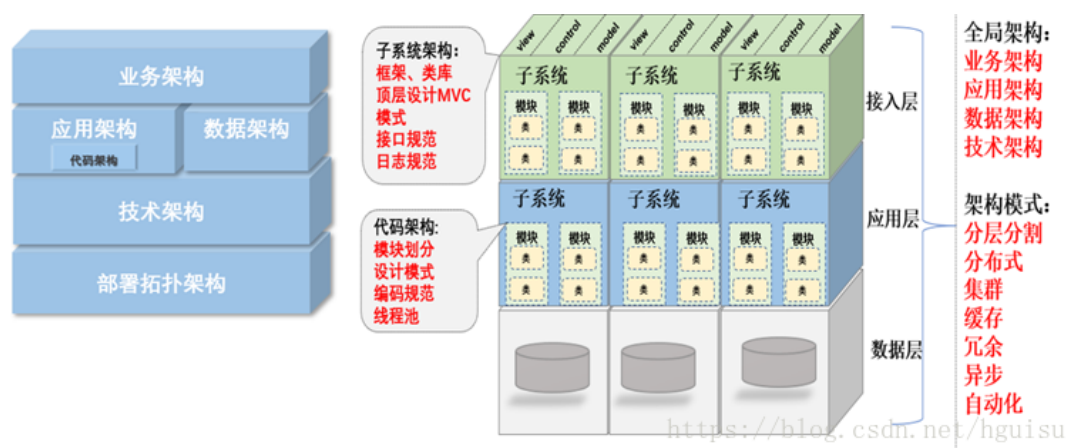 业务架构
应用架构
代码架构
数据架构
技术架构
部署拓扑架构
子系统架构：
框架、类库
顶层设计MVC
模式
接口规范
日志规范
代码架构:
模块划分
设计模式
编码规范
线程池
view control model view control model view control model
子系统 子系统 子系统
模块 模块 模块 模块 模块 模块
类 类 类 类 类 类
类 类 类 类 类 类
子系统 子系统 子系统
模块 模块 模块 模块 模块 模块
类 类 类 类 类 类
类 类 类 类 类 类
接入层
应用层
数据层
全局架构：
业务架构
应用架构
数据架构
技术架构
架构模式：
分层分割
分布式
集群
缓存
冗余
异步
自动化
https://blog.csdn.net/hguisu